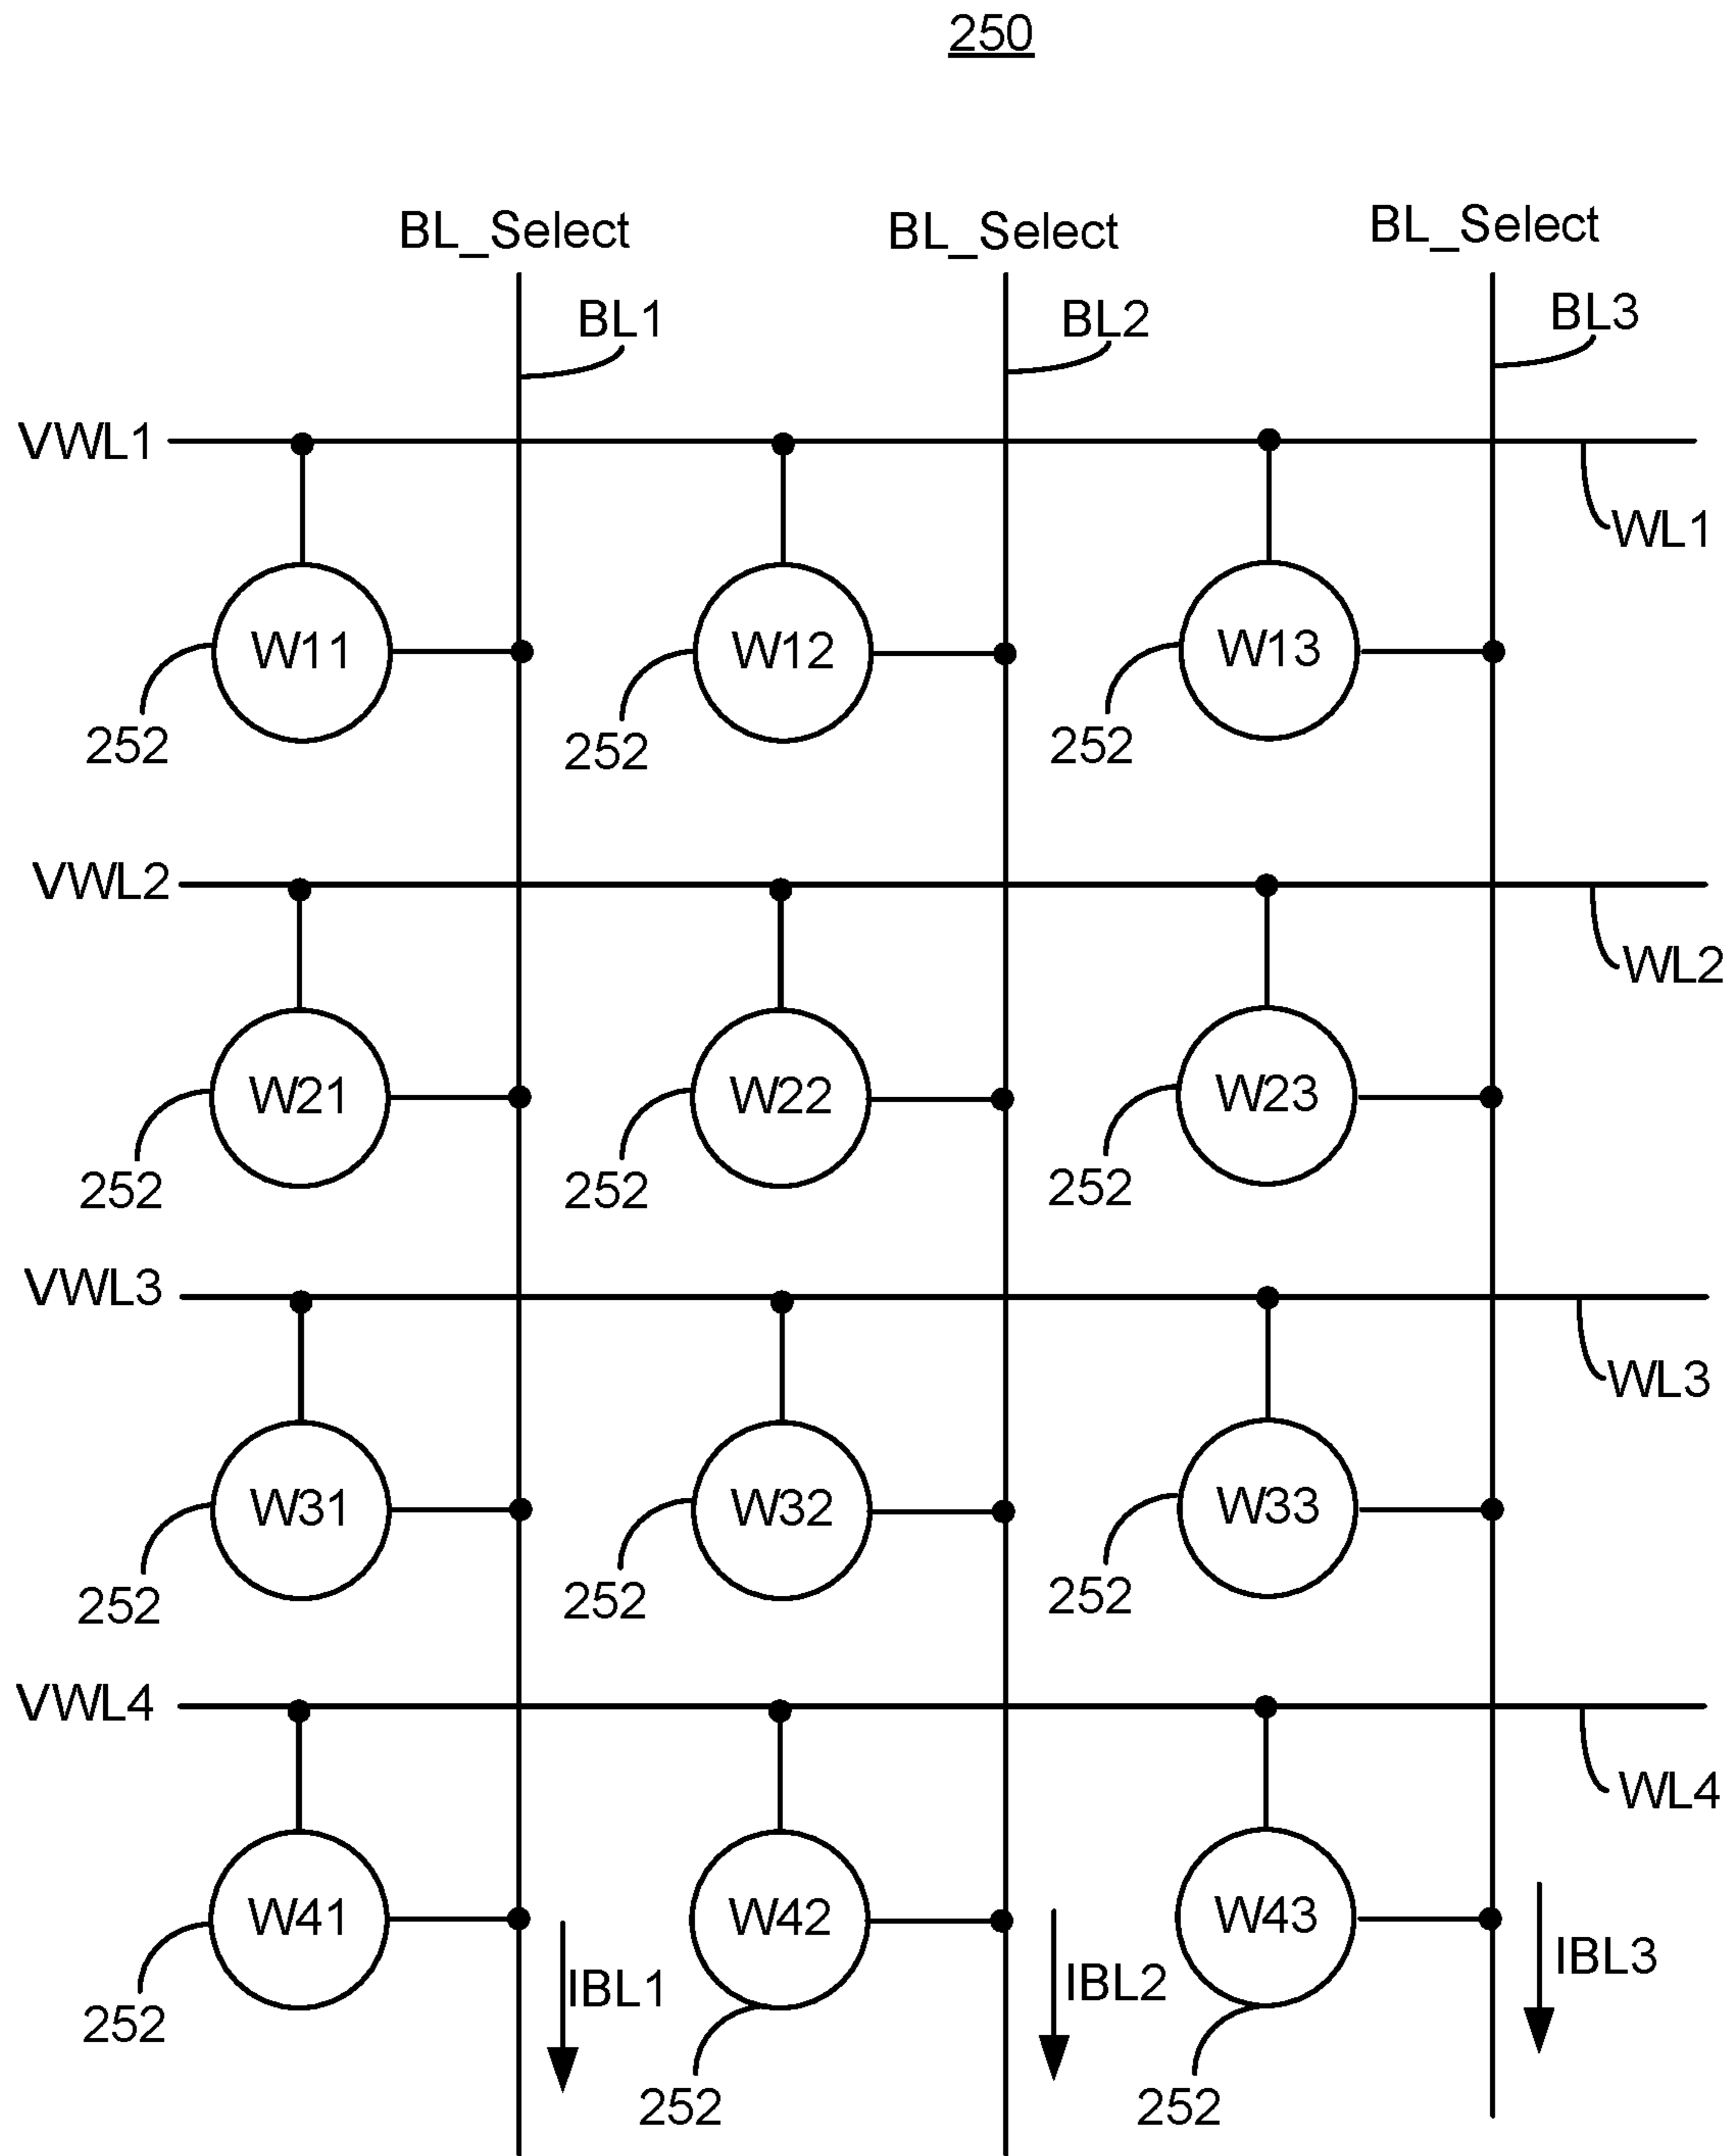 250
BL_Select BL_Select BL_Select
BL1 BL2 BL3
VWL1
WL1
W11 W12 W13
252 252 252
VWL2
WL2
W21 W22 W23
252 252 252
VWL3
WL3
W31 W32 W33
252 252 252
VWL4
WL4
W41 W42 W43
IBL1 IBL2 IBL3
252 252 252